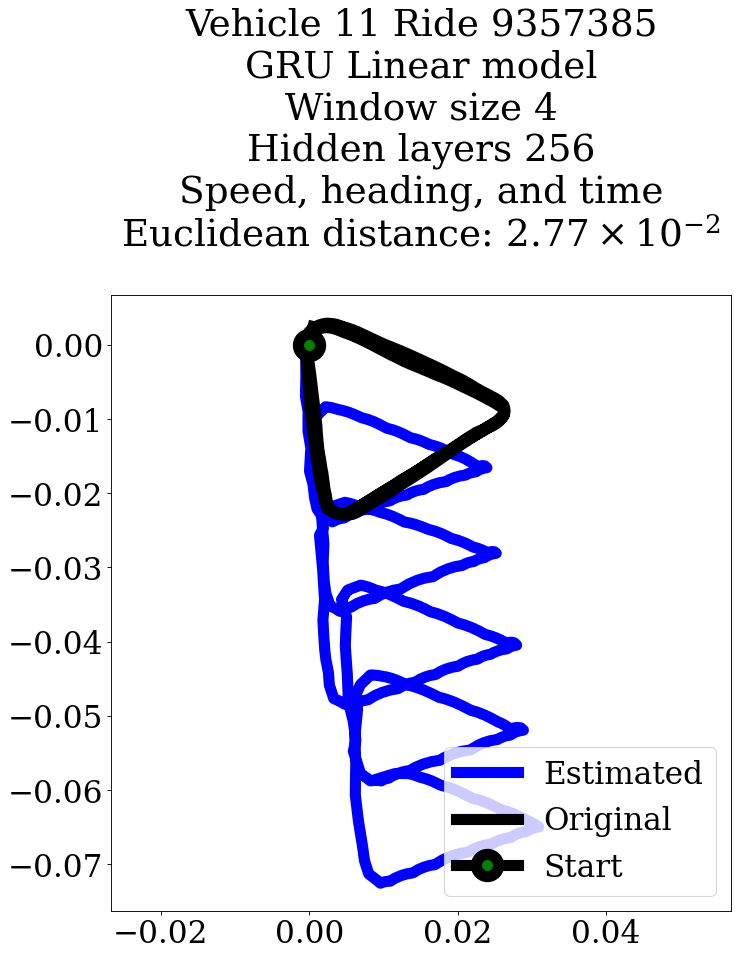 Vehicle 11 Ride 9357385
GRU Linear model
Window size 4
Hidden layers 256
Speed, heading, and time
Euclidean distance: 2.77 × 10⁻²
0.00
−0.01
−0.02
−0.03
−0.04
−0.05
−0.06
−0.07
Estimated
Original
Start
−0.02 0.00 0.02 0.04